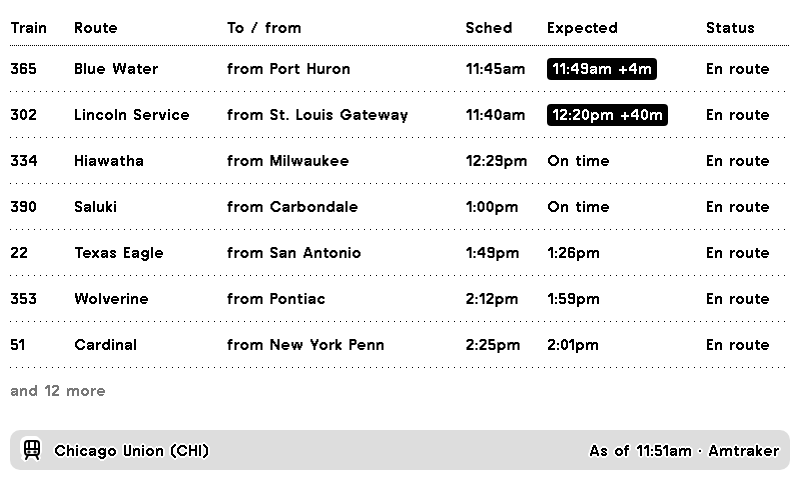 Train Route To / from Sched Expected Status
365 Blue Water from Port Huron 11:45am 11:49am +4m En route
302 Lincoln Service from St. Louis Gateway 11:40am 12:20pm +40m En route
334 Hiawatha from Milwaukee 12:29pm On time En route
390 Saluki from Carbondale 1:00pm On time En route
22 Texas Eagle from San Antonio 1:49pm 1:26pm En route
353 Wolverine from Pontiac 2:12pm 1:59pm En route
51 Cardinal from New York Penn 2:25pm 2:01pm En route
and 12 more
Chicago Union (CHI) As of 11:51am · Amtraker